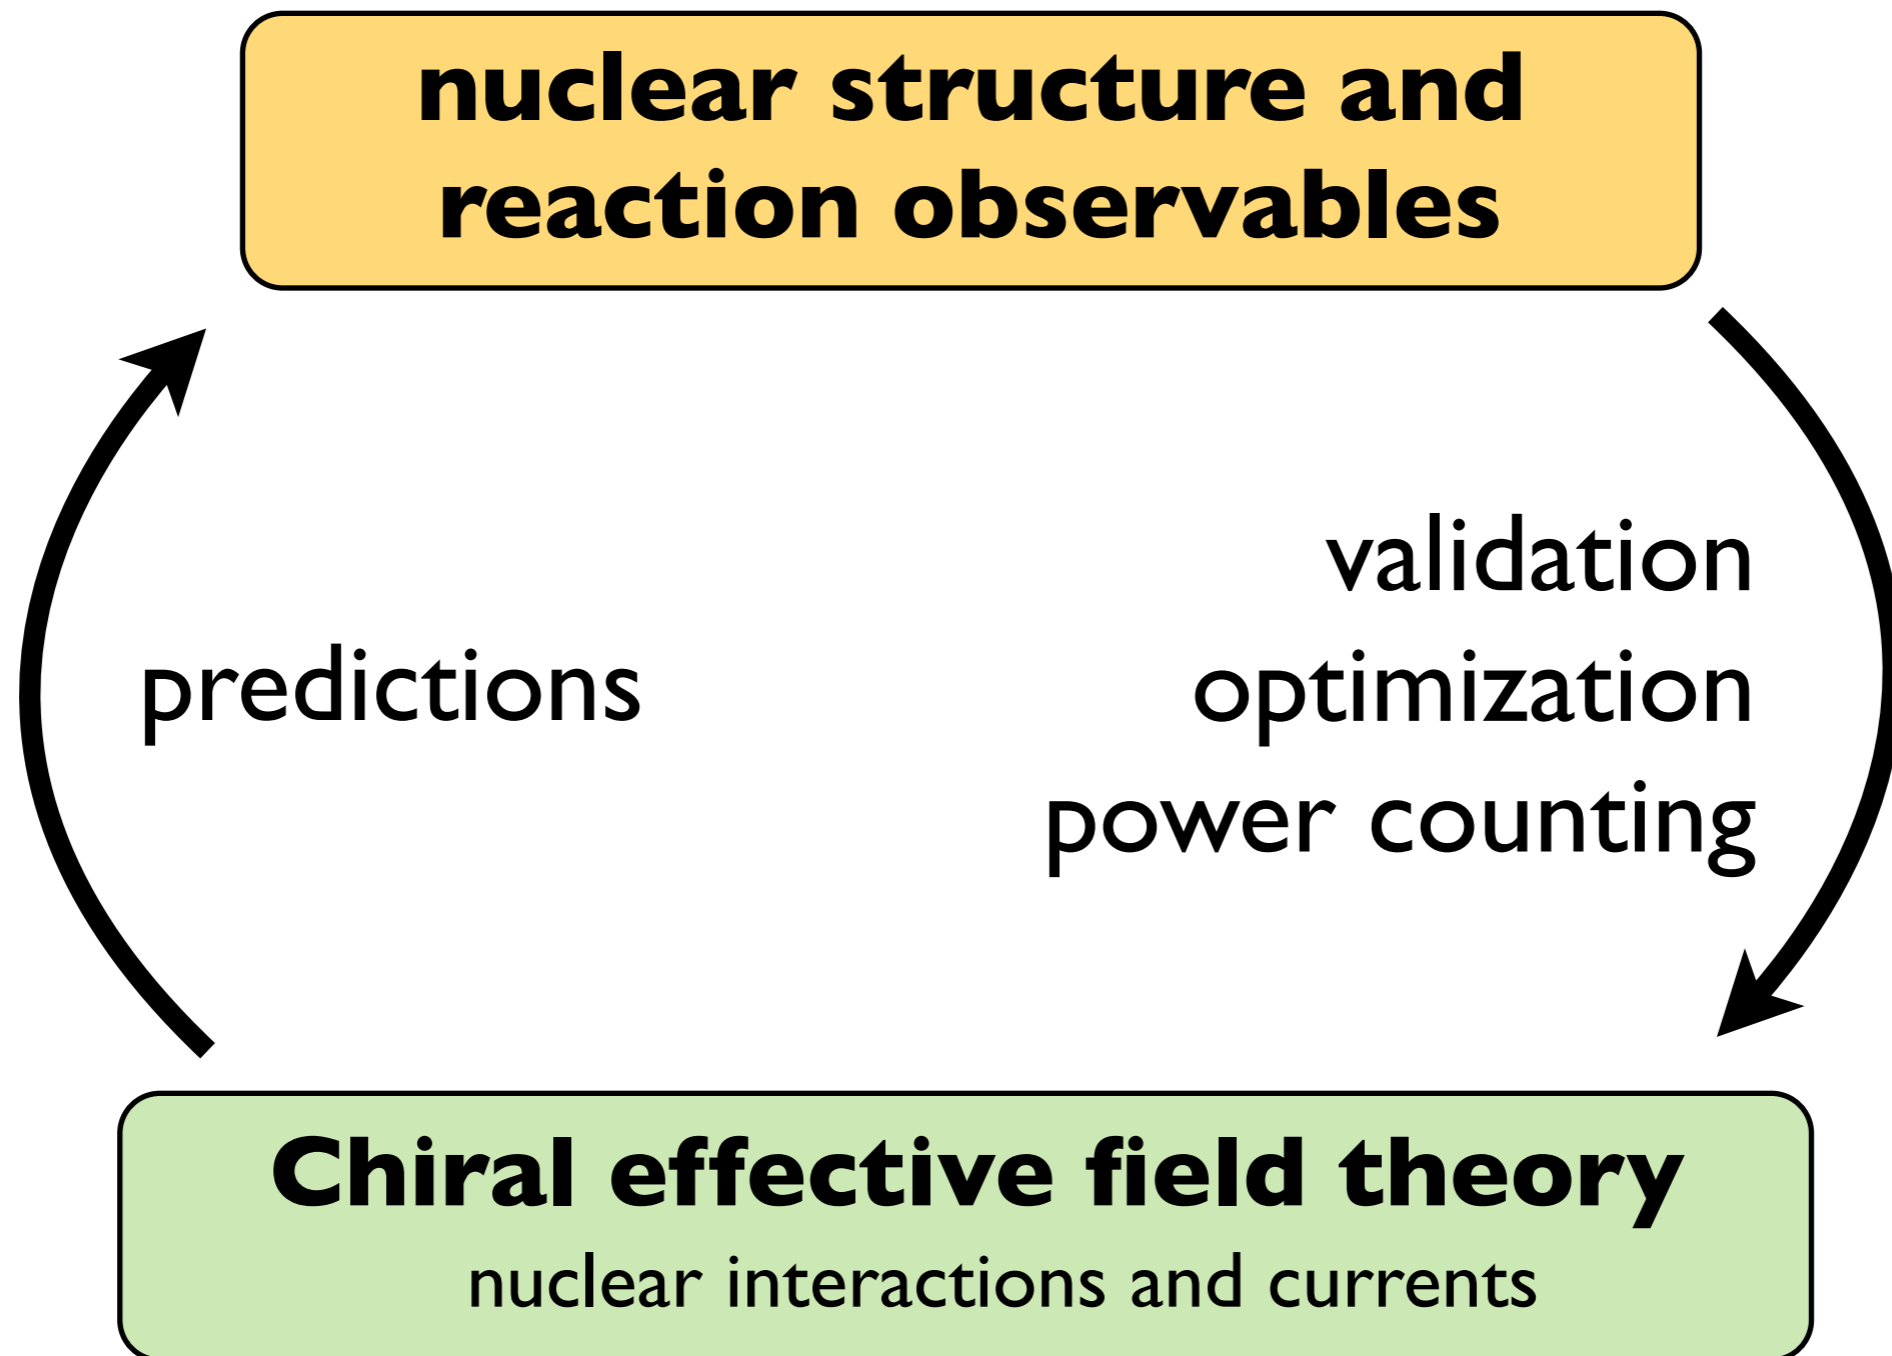 nuclear structure and
reaction observables
predictions
validation
optimization
power counting
Chiral effective field theory
nuclear interactions and currents